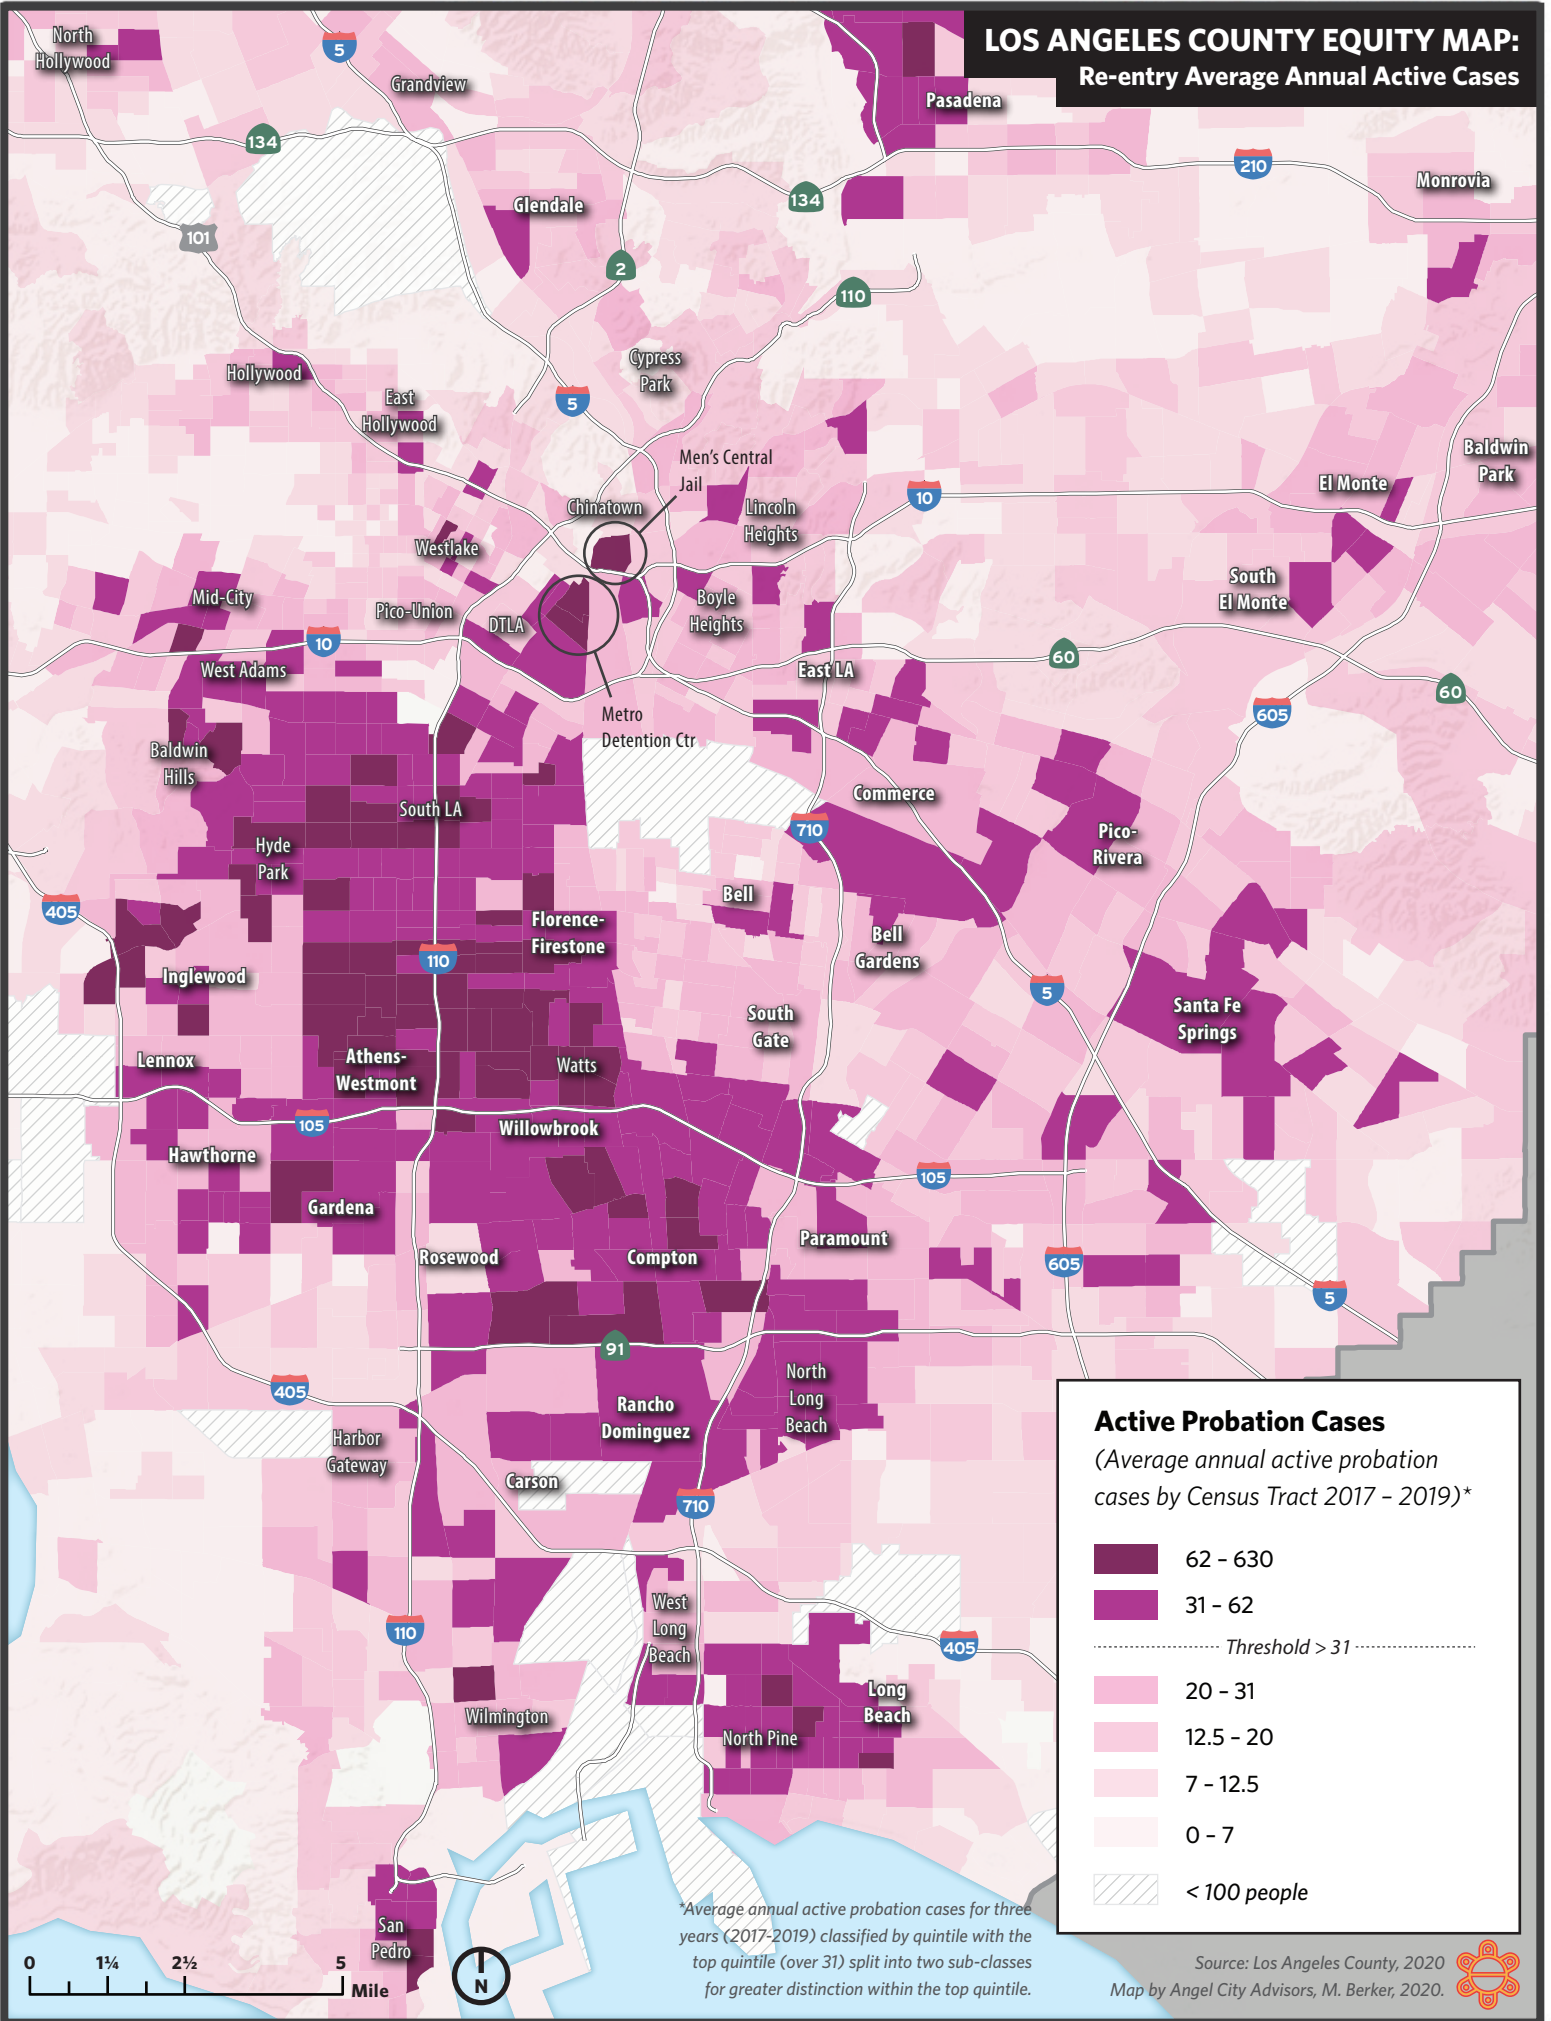 LOS ANGELES COUNTY EQUITY MAP:
Re-entry Average Annual Active Cases
North
Hollywood
5
Grandview
Pasadena
134
210
Monrovia
Glendale
134
101
2
110
Hollywood
Cypress
Park
5
East
Hollywood
Men's Central
Jail
Baldwin
Park
El Monte
10
Chinatown
Lincoln
Heights
Westlake
South
El Monte
Mid-City
Pico-Union
DTLA
Boyle
Heights
10
60
West Adams
East LA
60
605
Metro
Detention Ctr
Baldwin
Hills
Commerce
South LA
710
Pico-
Rivera
Hyde
Park
Bell
405
Florence-
Firestone
Bell
Gardens
110
Inglewood
5
Santa Fe
Springs
South
Gate
Lennox
Athens-
Westmont
Watts
105
Willowbrook
Hawthorne
105
Gardena
Paramount
Rosewood
Compton
605
5
91
405
North
Long
Beach
Rancho
Dominguez
Harbor
Gateway
Carson
710
West
Long
Beach
110
405
Long
Beach
Wilmington
North Pine
San
Pedro
Active Probation Cases
(Average annual active probation
cases by Census Tract 2017 – 2019)*
62 – 630
31 – 62
Threshold > 31
20 – 31
12.5 – 20
7 – 12.5
0 – 7
< 100 people
*Average annual active probation cases for three
years (2017-2019) classified by quintile with the
top quintile (over 31) split into two sub-classes
for greater distinction within the top quintile.
0 1¼ 2½ 5
Mile
N
Source: Los Angeles County, 2020
Map by Angel City Advisors, M. Berker, 2020.